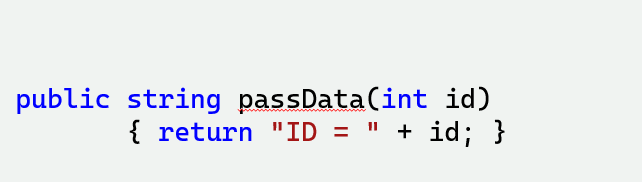 public string passData(int id)
{ return "ID = " + id; }